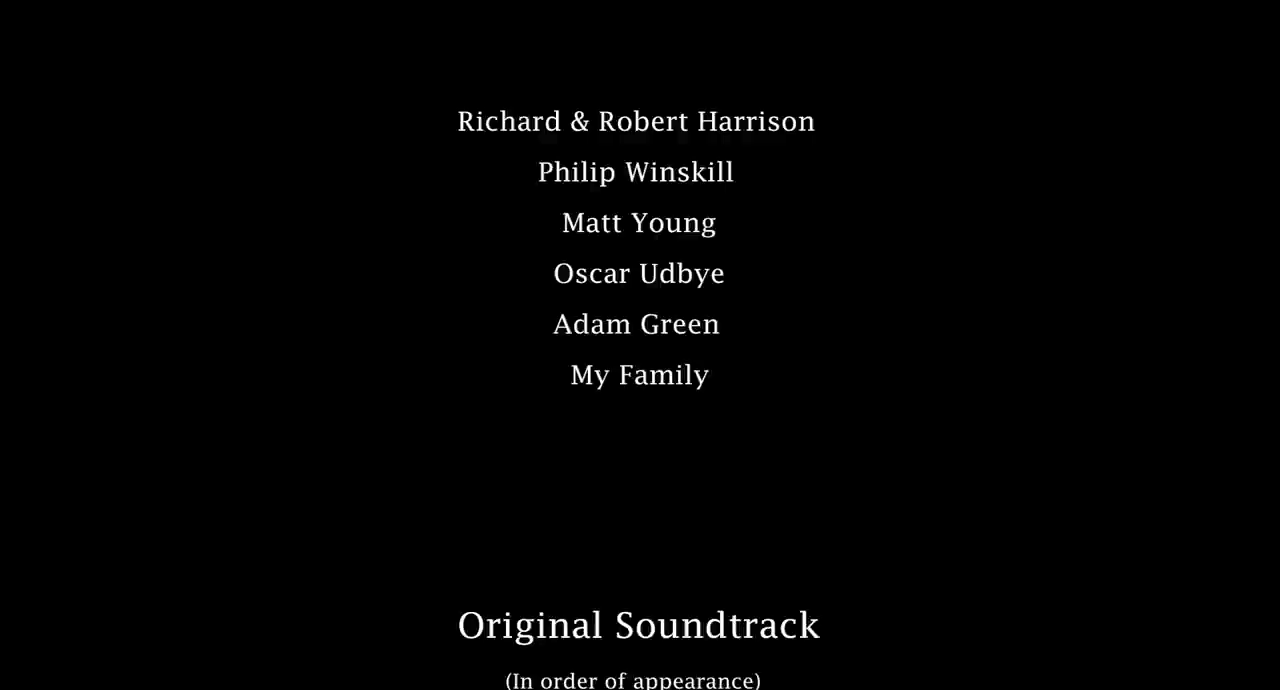 Richard & Robert Harrison
Philip Winskill
Matt Young
Oscar Udbye
Adam Green
My Family
Original Soundtrack
(In order of appearance)